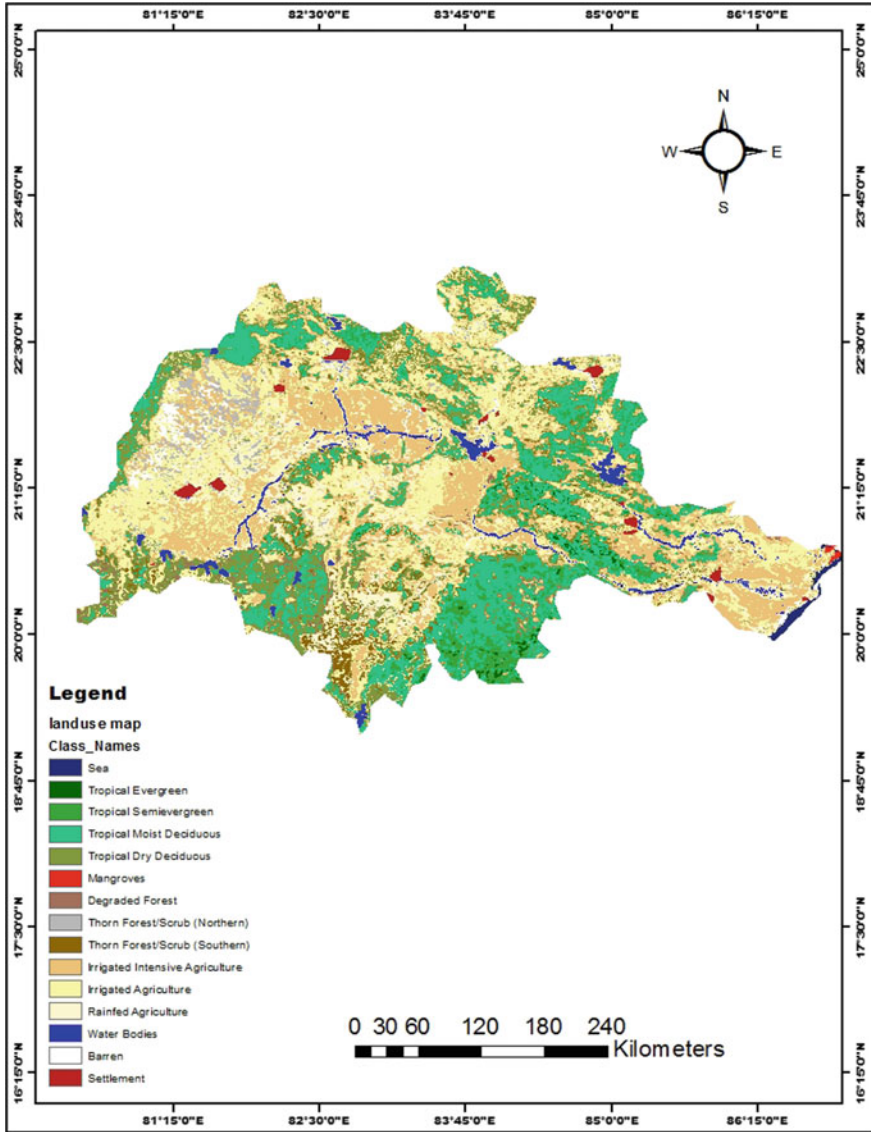 81°15'0"E 82°30'0"E 83°45'0"E 85°0'0"E 86°15'0"E
25°0'0"N 25°0'0"N
N
W E
S
23°45'0"N 23°45'0"N
22°30'0"N 22°30'0"N
21°15'0"N 21°15'0"N
20°0'0"N 20°0'0"N
Legend
landuse map
Class_Names
Sea
18°45'0"N 18°45'0"N
Tropical Evergreen
Tropical Semievergreen
Tropical Moist Deciduous
Tropical Dry Deciduous
Mangroves
Degraded Forest
Thorn Forest/Scrub (Northern)
17°30'0"N 17°30'0"N
Thorn Forest/Scrub (Southern)
Irrigated Intensive Agriculture
Irrigated Agriculture
Rainfed Agriculture
Water Bodies
0 30 60 120 180 240
Kilometers
Barren
Settlement
16°15'0"N 16°15'0"N
81°15'0"E 82°30'0"E 83°45'0"E 85°0'0"E 86°15'0"E